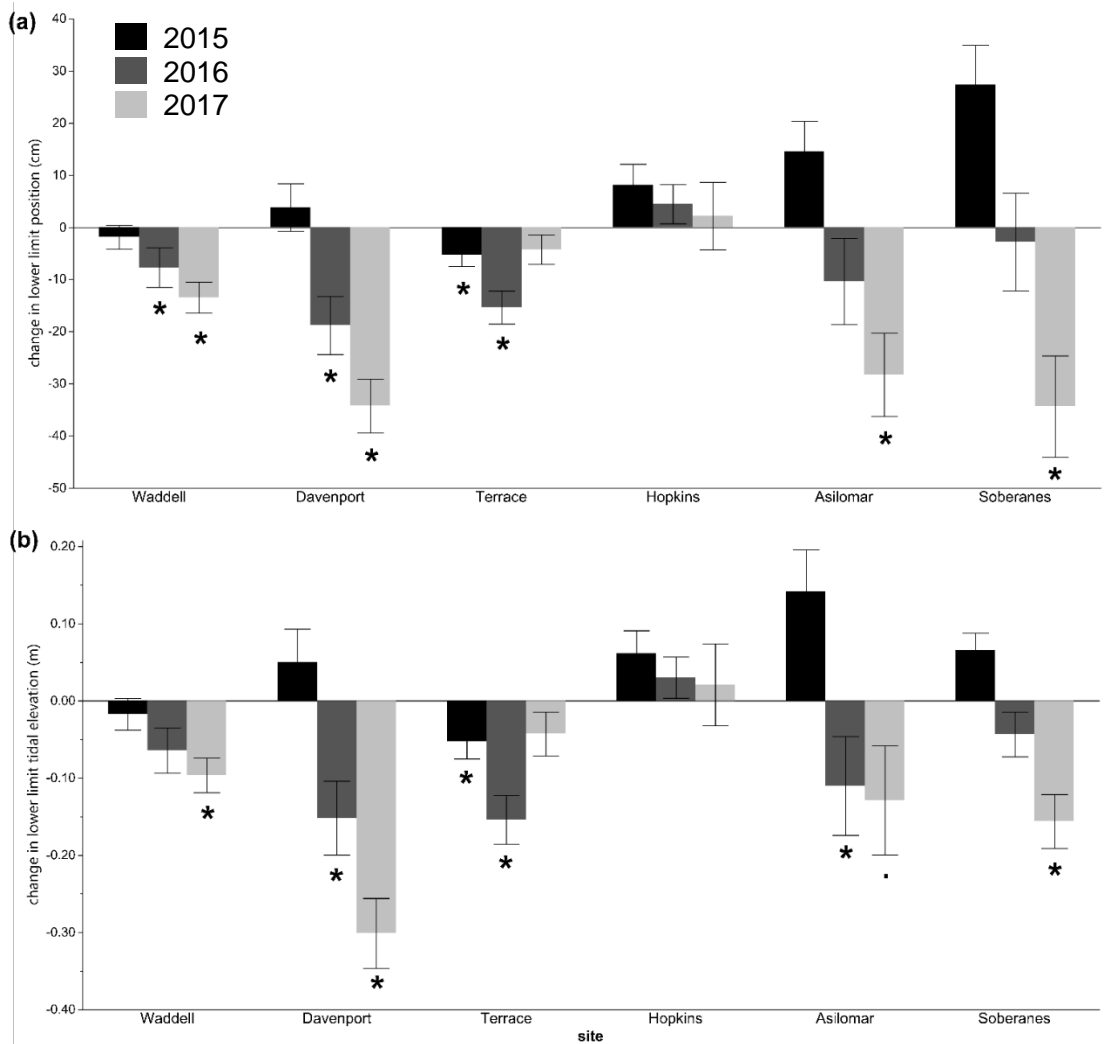 (a)
2015
2016
2017
change in lower limit position (cm)
40
30
20
10
0
-10
-20
-30
-40
-50
*
*
*
*
*
*
*
*
Waddell
Davenport
Terrace
Hopkins
Asilomar
Soberanes
(b)
change in lower limit tidal elevation (m)
0.20
0.10
0.00
-0.10
-0.20
-0.30
-0.40
*
*
*
*
*
*
.
*
Waddell
Davenport
Terrace
Hopkins
Asilomar
Soberanes
site